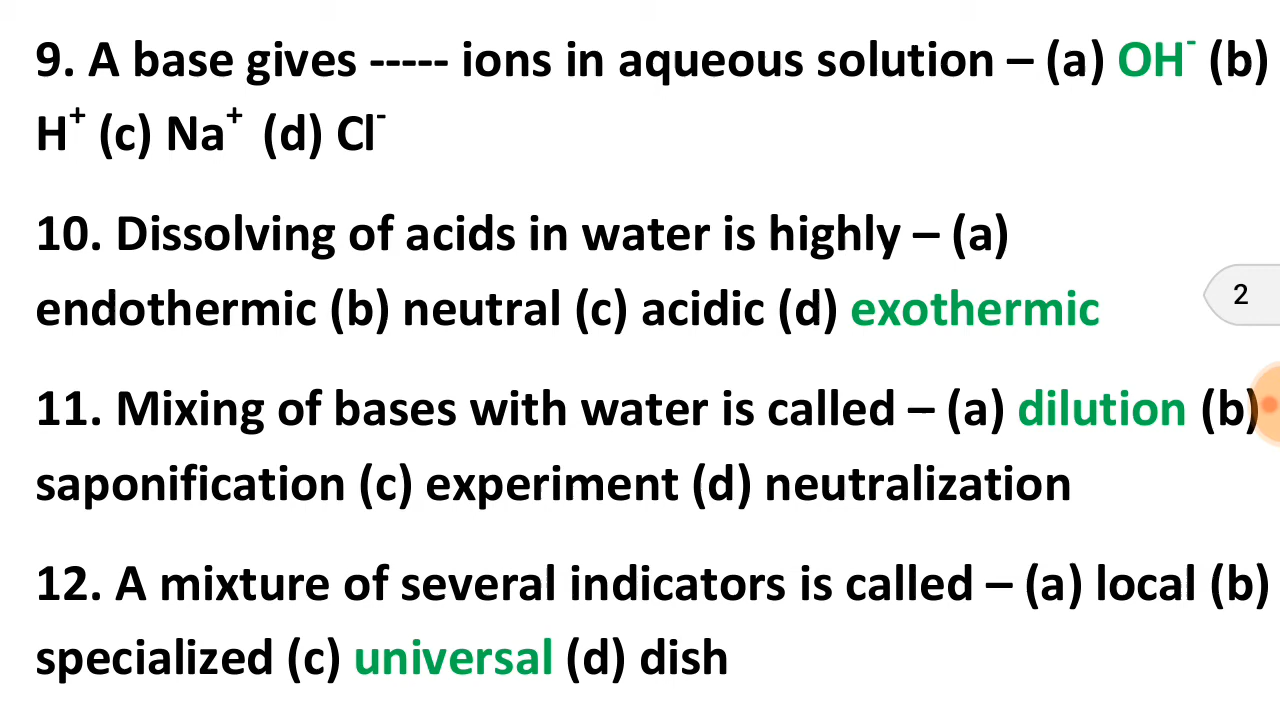 9. A base gives ----- ions in aqueous solution – (a) OH⁻ (b)
H⁺ (c) Na⁺ (d) Cl⁻
10. Dissolving of acids in water is highly – (a)
endothermic (b) neutral (c) acidic (d) exothermic
2
11. Mixing of bases with water is called – (a) dilution (b)
saponification (c) experiment (d) neutralization
12. A mixture of several indicators is called – (a) local (b)
specialized (c) universal (d) dish